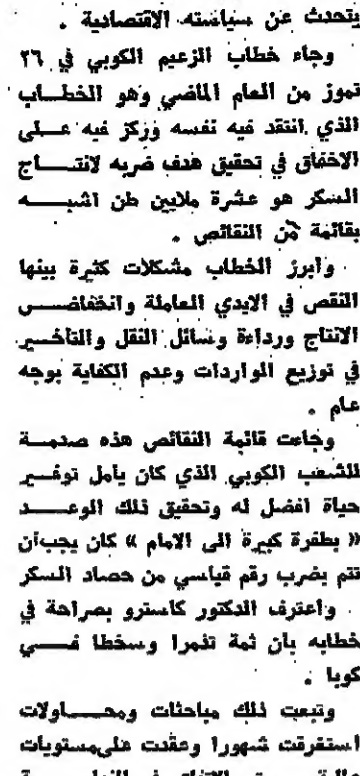 يتحدث عن سياسته الاقتصادية .
وجاء خطاب الزعيم الكوبي في ٢٦
تموز من العام الماضي وهو الخطاب
الذي انتقد فيه نفسه وركز فيه على
الاخفاق في تحقيق هدف ضربه لانتاج
السكر هو عشرة ملايين طن اشبه
بقائمة من النقائص .
وابرز الخطاب مشكلات كثيرة بينها
النقص في الايدي العاملة وانخفاض
الانتاج ورداءة وسائل النقل والتأخير
في توزيع الواردات وعدم الكفاية بوجه
عام .
وجاءت قائمة النقائص هذه صدمة
للشعب الكوبي الذي كان يأمل توفير
حياة افضل له وتحقيق ذلك الوعد
« بطفرة كبيرة الى الامام » كان يجب أن
تتم بضرب رقم قياسي من حصاد السكر
. واعترف الدكتور كاسترو بصراحة في
خطابه بأن ثمة تذمرا وسخطا في
كوبا .
وتبعت ذلك مباحثات ومحاولات
استغرقت شهورا وعقدت على مستويات